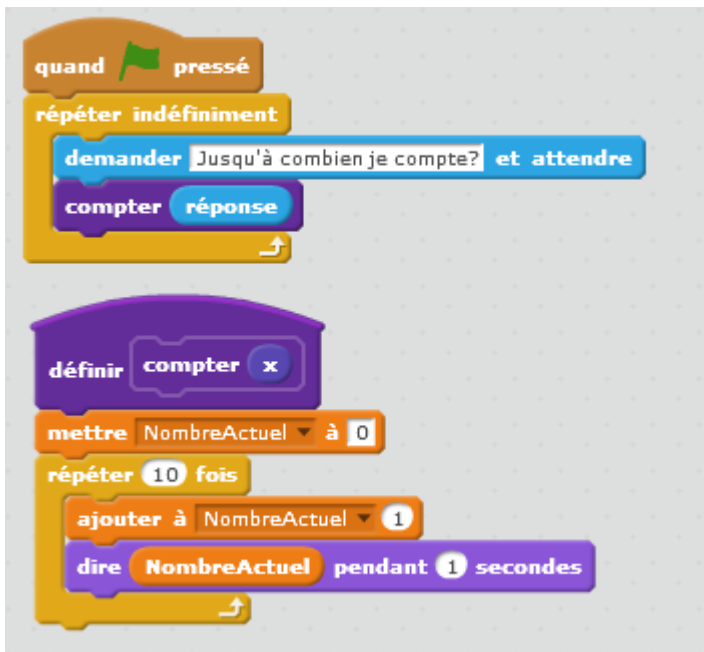 quand pressé
répéter indéfiniment
demander Jusqu'à combien je compte? et attendre
compter réponse
définir compter x
mettre NombreActuel à 0
répéter 10 fois
ajouter à NombreActuel 1
dire NombreActuel pendant 1 secondes